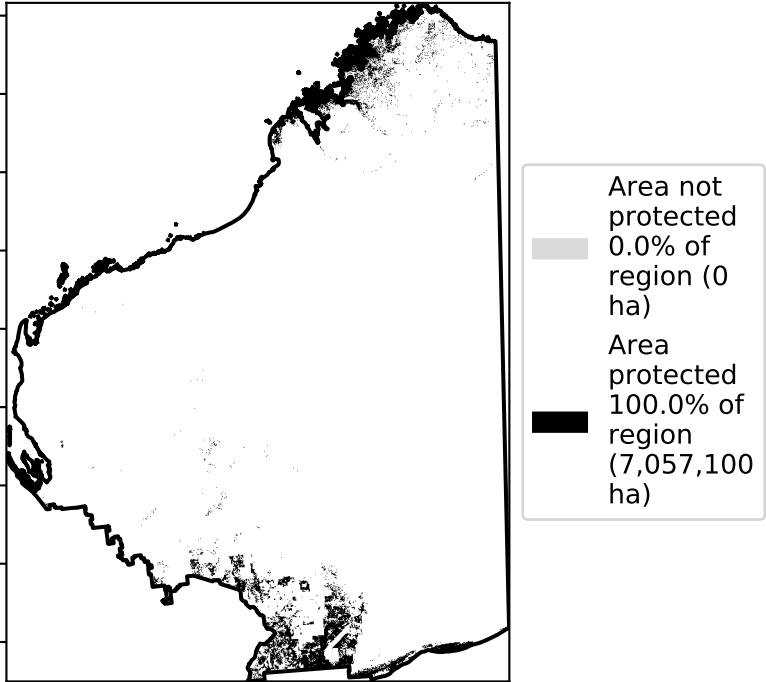 Area not
protected
0.0% of
region (0
ha)
Area
protected
100.0% of
region
(7,057,100
ha)